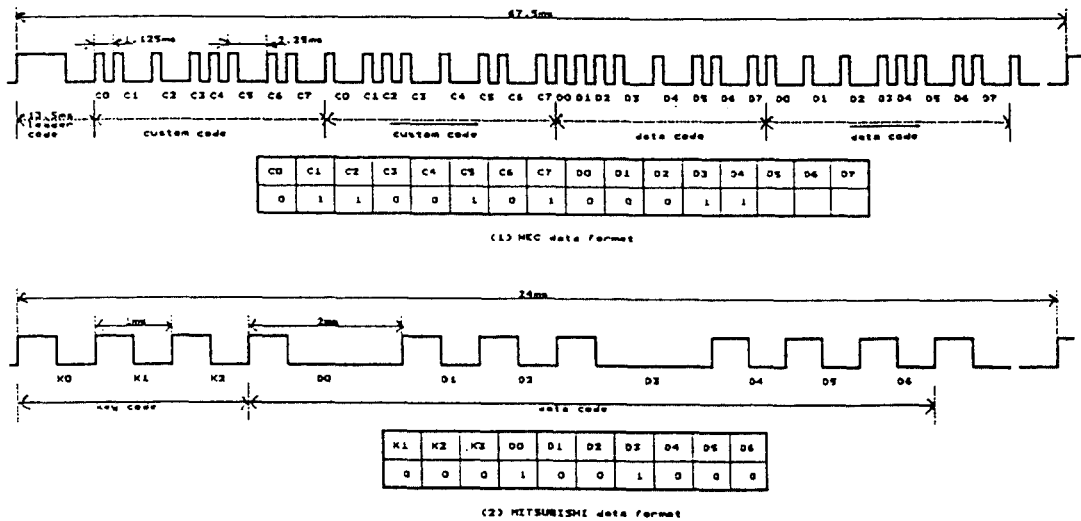 67.5ms
1.125ms
2.25ms
C0 C1 C2 C3 C4 C5 C6 C7 C0 C1 C2 C3 C4 C5 C6 C7 D0 D1 D2 D3 D4 D5 D6 D7 D0 D1 D2 D3 D4 D5 D6 D7
13.5ms
leader
code
custom code
custom code
data code
data code
C0 C1 C2 C3 C4 C5 C6 C7 D0 D1 D2 D3 D4 D5 D6 D7
0 1 1 0 0 1 0 1 0 0 0 1 1
(1) NEC data format
24ms
1ms
2ms
K0 K1 K2 D0 D1 D2 D3 D4 D5 D6
key code
data code
K1 K2 K3 D0 D1 D2 D3 D4 D5 D6
0 0 0 1 0 0 1 0 0 0
(2) MITSUBISHI data format